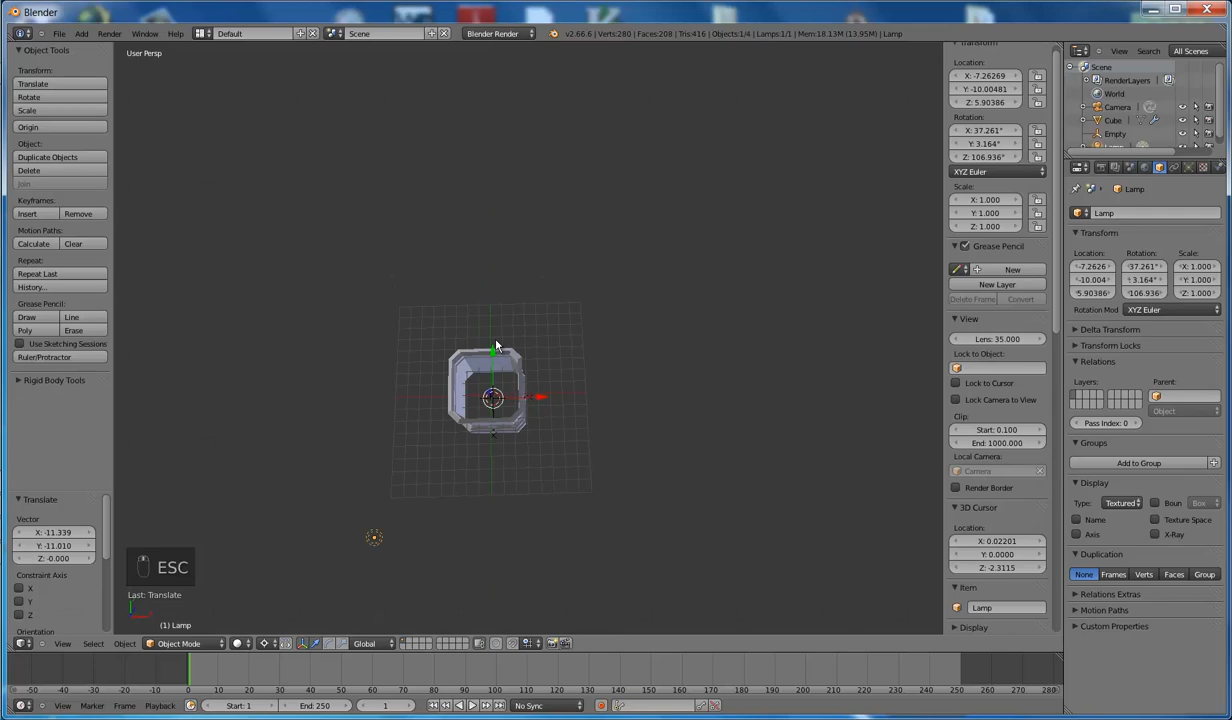 Blender
File Add Render Window Help Default Scene Blender Render v2.66.6 | Verts:280 | Faces:208 | Tris:416 | Objects:1/4 | Lamps:1/1 | Mem:18.13M (13.95M) | Lamp
Object Tools
Transform:
Translate
Rotate
Scale
Origin
Object:
Duplicate Objects
Delete
Join
Keyframes:
Insert Remove
Motion Paths:
Calculate Clear
Repeat:
Repeat Last
History...
Grease Pencil:
Draw Line
Poly Erase
Use Sketching Sessions
Ruler/Protractor
Rigid Body Tools
Translate
Vector
X: -11.339
Y: -11.010
Z: -0.000
Constraint Axis
X
Y
Z
Orientation
User Persp
ESC
Last: Translate
(1) Lamp
View Select Object Object Mode Global
Transform
Location:
X: -7.26269
Y: -10.00481
Z: 5.90386
Rotation:
X: 37.261°
Y: 3.164°
Z: 106.936°
XYZ Euler
Scale:
X: 1.000
Y: 1.000
Z: 1.000
Grease Pencil
New
New Layer
Delete Frame Convert
View
Lens: 35.000
Lock to Object:
Lock to Cursor
Lock Camera to View
Clip:
Start: 0.100
End: 1000.000
Local Camera:
Camera
Render Border
3D Cursor
Location:
X: 0.02201
Y: 0.0000
Z: -2.3115
Item
Lamp
Display
View Search All Scenes
Scene
RenderLayers
World
Camera
Cube
Empty
Lamp
Lamp
Transform
Location: Rotation: Scale:
-7.2626 37.261° X: 1.000
-10.004 3.164° Y: 1.000
5.90386 106.936° Z: 1.000
Rotation Mod XYZ Euler
Delta Transform
Transform Locks
Relations
Layers: Parent:
Object
Pass Index: 0
Groups
Add to Group
Display
Type: Textured Boun Box
Name Texture Space
Axis X-Ray
Duplication
None Frames Verts Faces Group
Relations Extras
Motion Paths
Custom Properties
-50 -40 -30 -20 -10 0 10 20 30 40 50 60 70 80 90 100 110 120 130 140 150 160 170 180 190 200 210 220 230 240 250 260 270 280
View Marker Frame Playback Start: 1 End: 250 1 No Sync